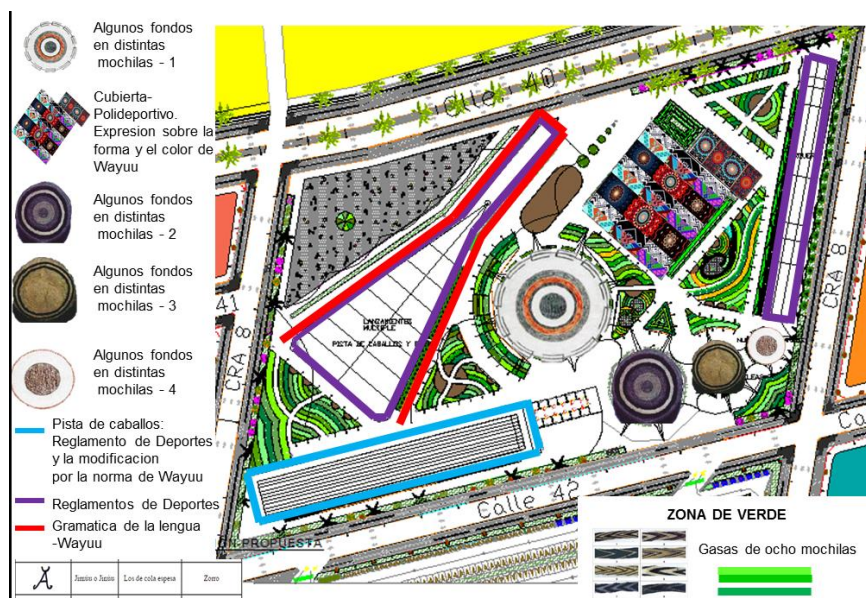 Algunos fondos
en distintas
mochilas - 1
Cubierta-
Polideportivo.
Expresion sobre la
forma y el color de
Wayuu
Algunos fondos
en distintas
mochilas - 2
Algunos fondos
en distintas
mochilas - 3
Algunos fondos
en distintas
mochilas - 4
Pista de caballos:
Reglamento de Deportes
y la modificacion
por la norma de Wayuu
Reglamentos de Deportes
Gramatica de la lengua
-Wayuu
Los de cola espesa
Zorro
Calle 40
41
CRA 8
LANZAMIENTOS
MULTIPLE
PISTA DE CABALLOS Y
CRA 8
Ca
Calle 42
PROPUESTA
ZONA DE VERDE
Gasas de ocho mochilas